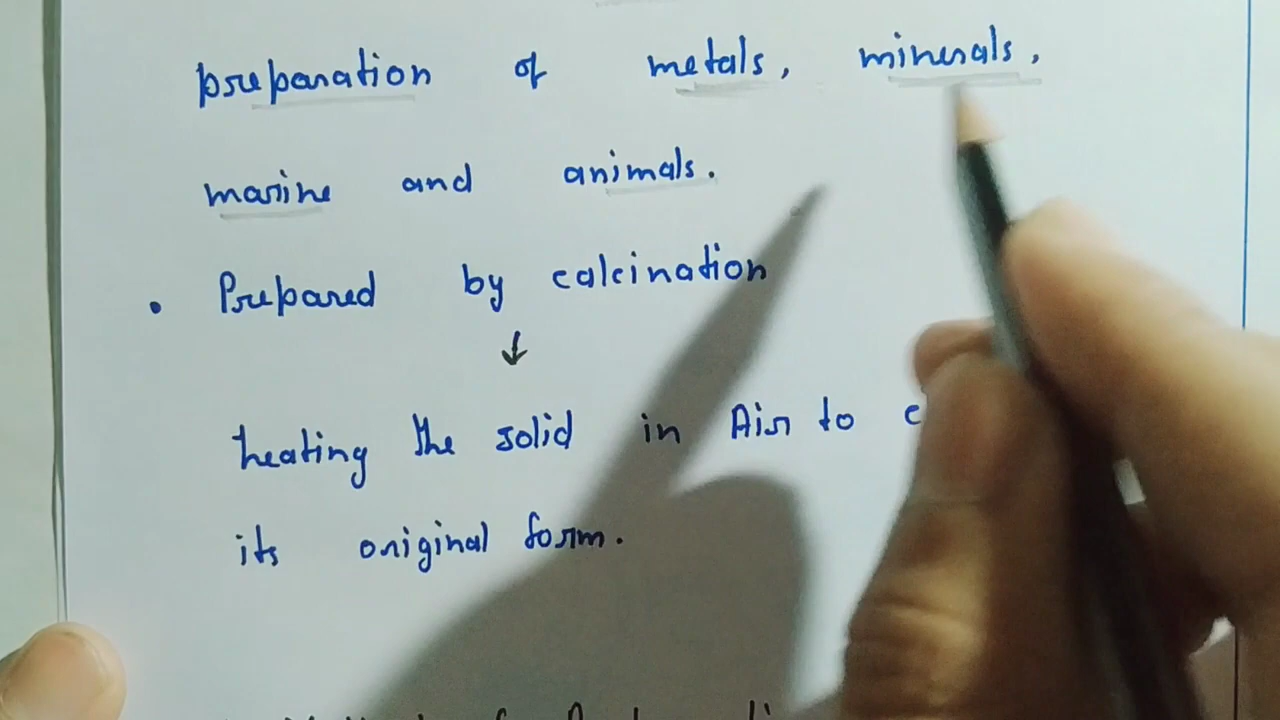 preparation of metals, minerals,
marine and animals.
• Prepared by calcination
↓
heating the solid in Air to
its original form.